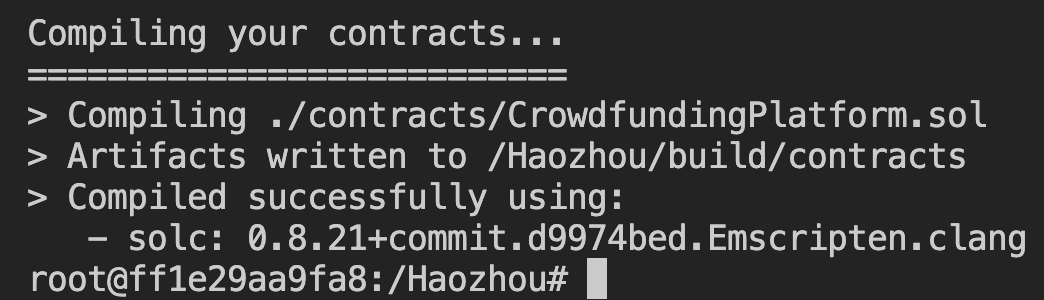 Compiling your contracts...
===========================
> Compiling ./contracts/CrowdfundingPlatform.sol
> Artifacts written to /Haozhou/build/contracts
> Compiled successfully using:
   - solc: 0.8.21+commit.d9974bed.Emscripten.clang
root@ff1e29aa9fa8:/Haozhou#